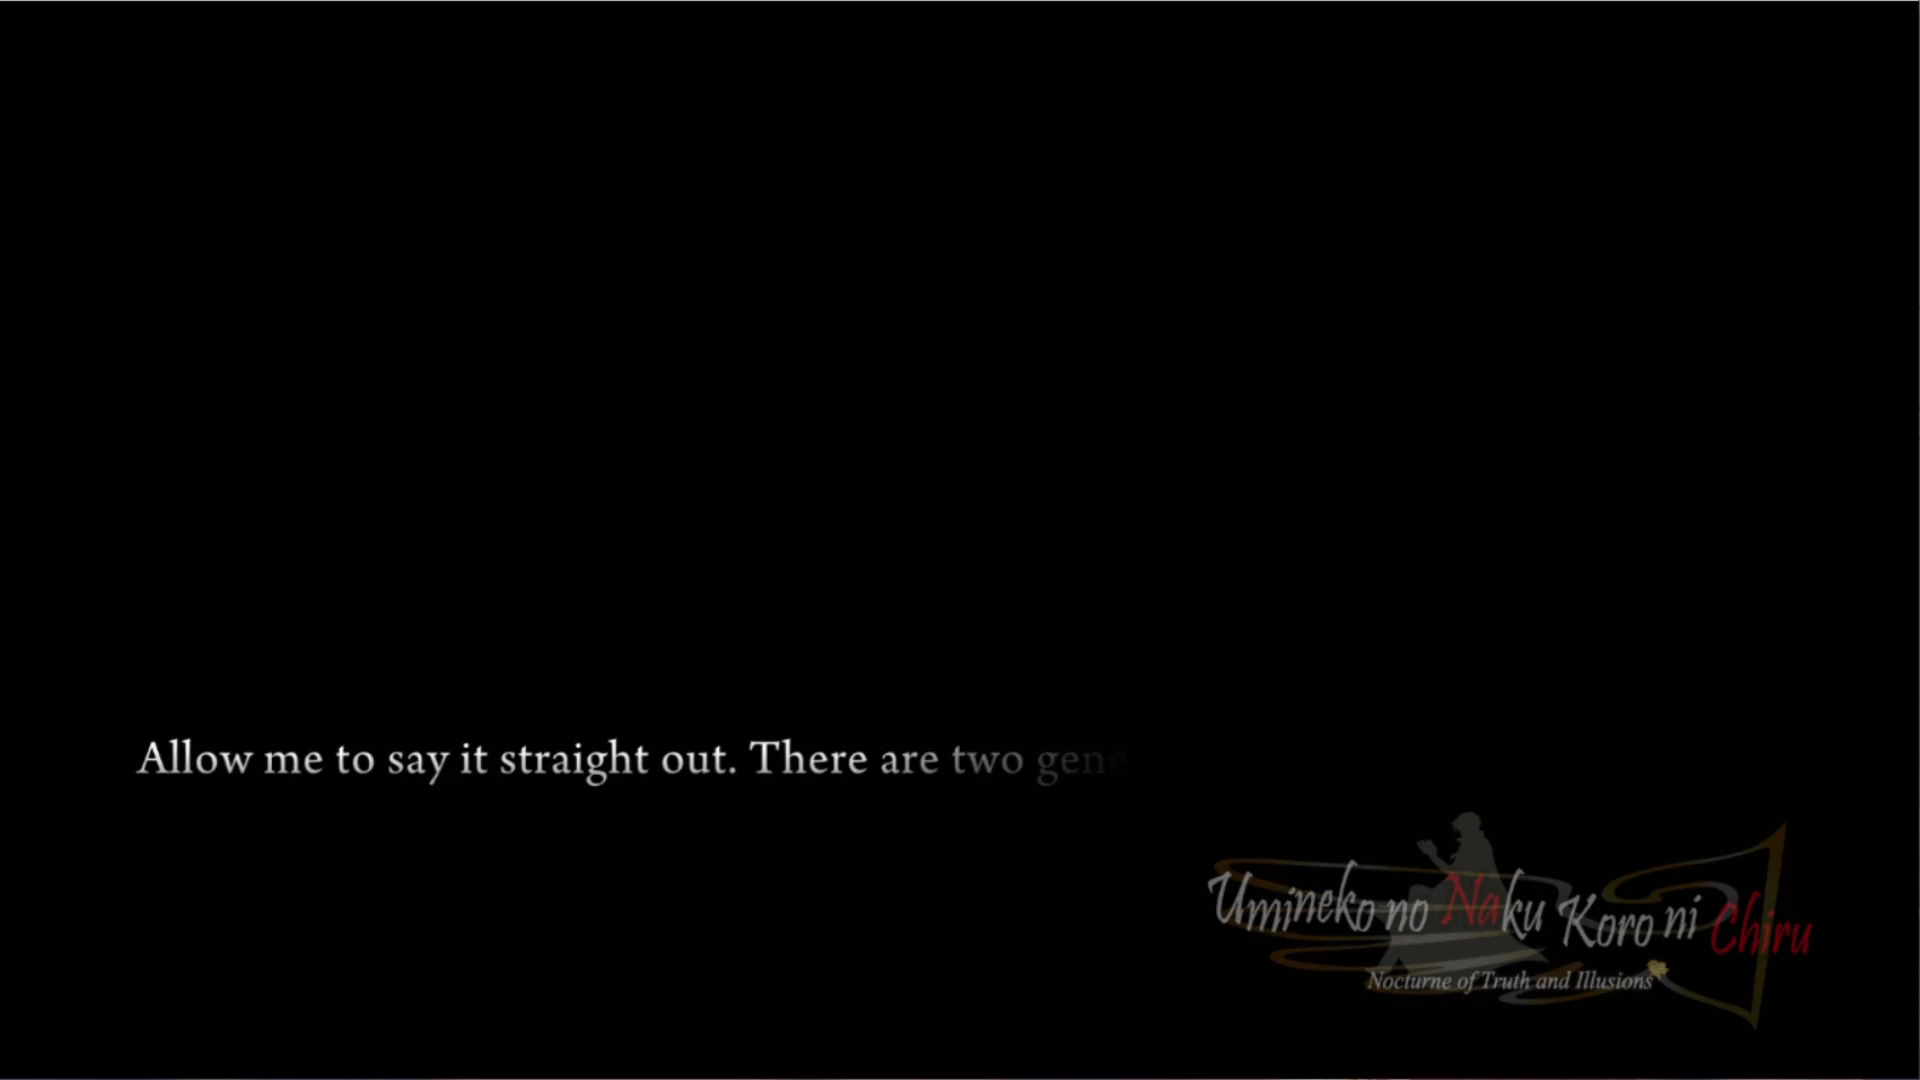 Allow me to say it straight out. There are two gene
Umineko no Naku Koro ni Chiru
Nocturne of Truth and Illusions